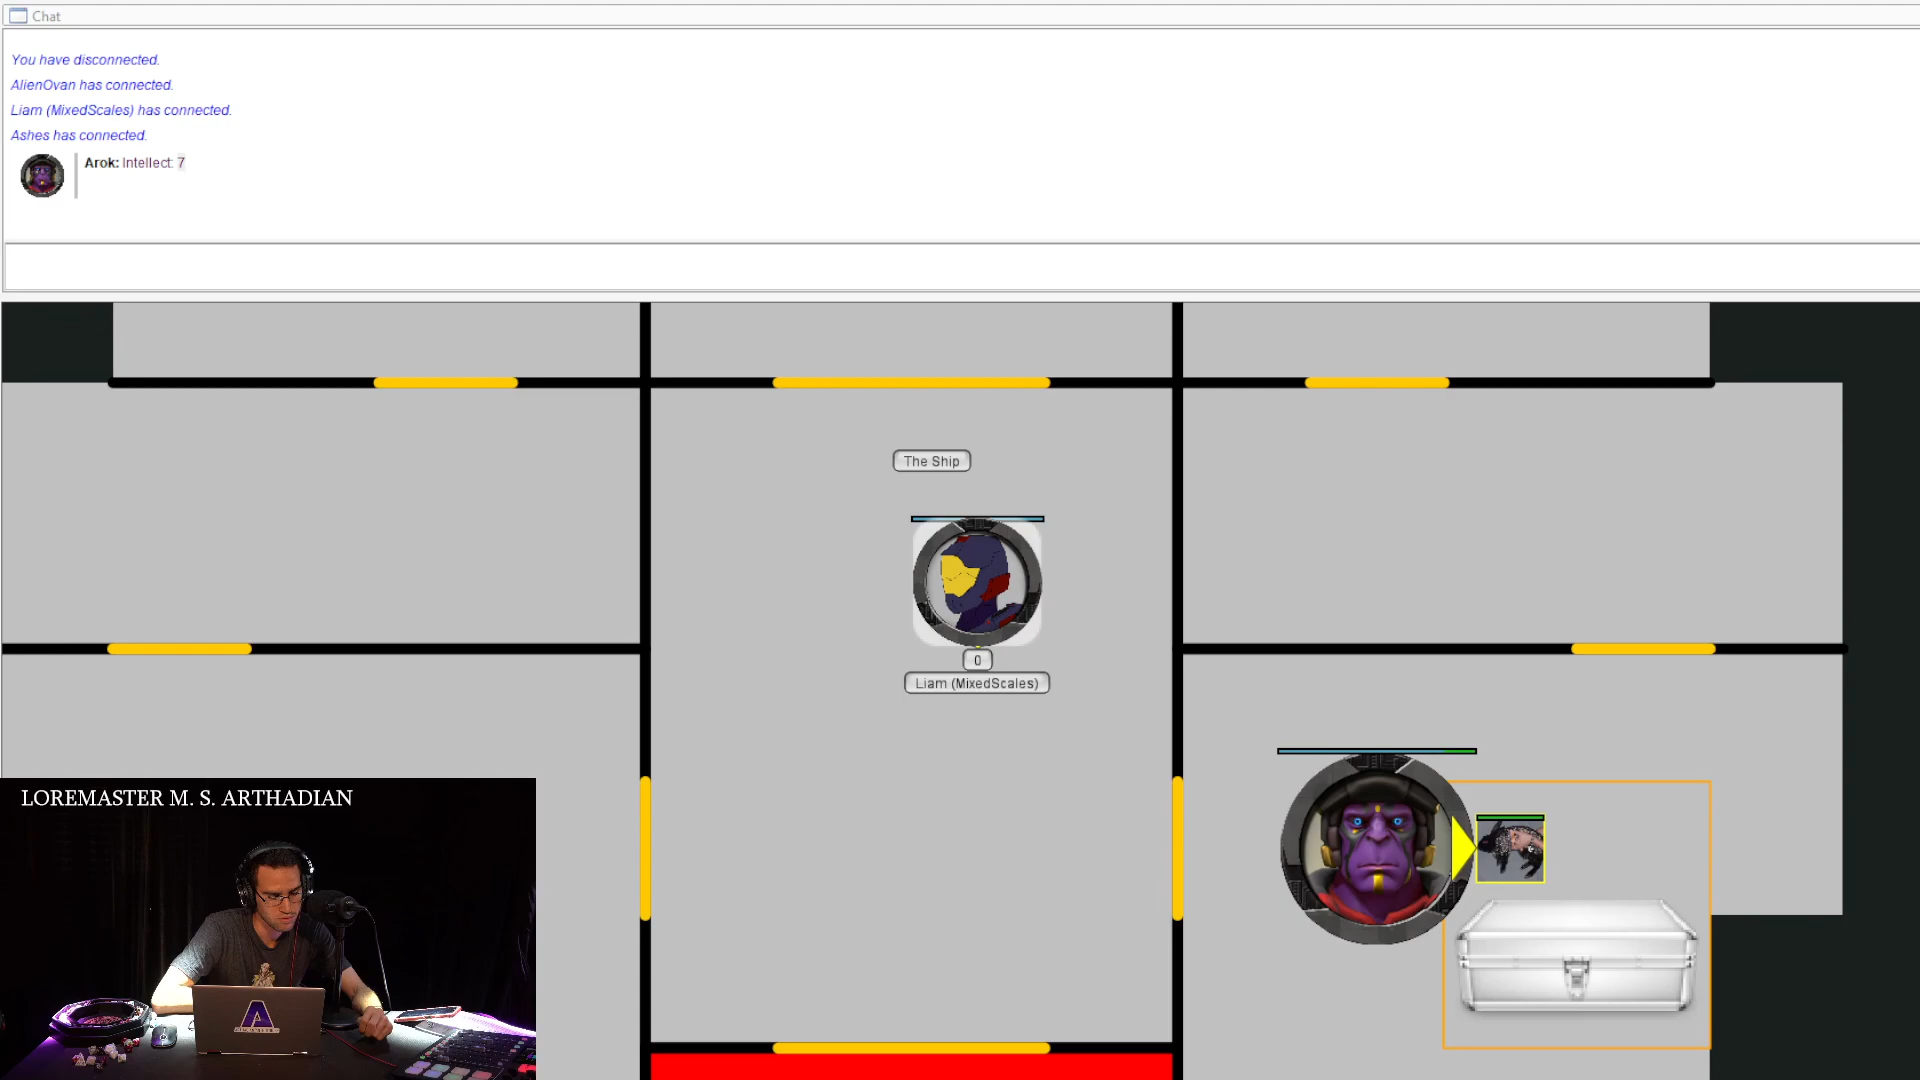 Chat
You have disconnected.
AlienOvan has connected.
Liam (MixedScales) has connected.
Ashes has connected.
Arok: Intellect: 7
The Ship
0
Liam (MixedScales)
LOREMASTER M. S. ARTHADIAN